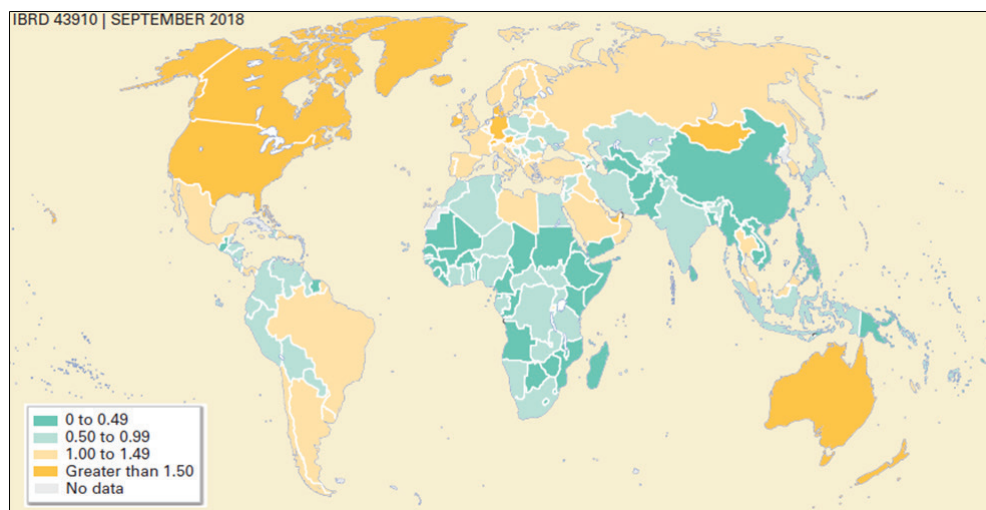 IBRD 43910 | SEPTEMBER 2018
0 to 0.49
0.50 to 0.99
1.00 to 1.49
Greater than 1.50
No data